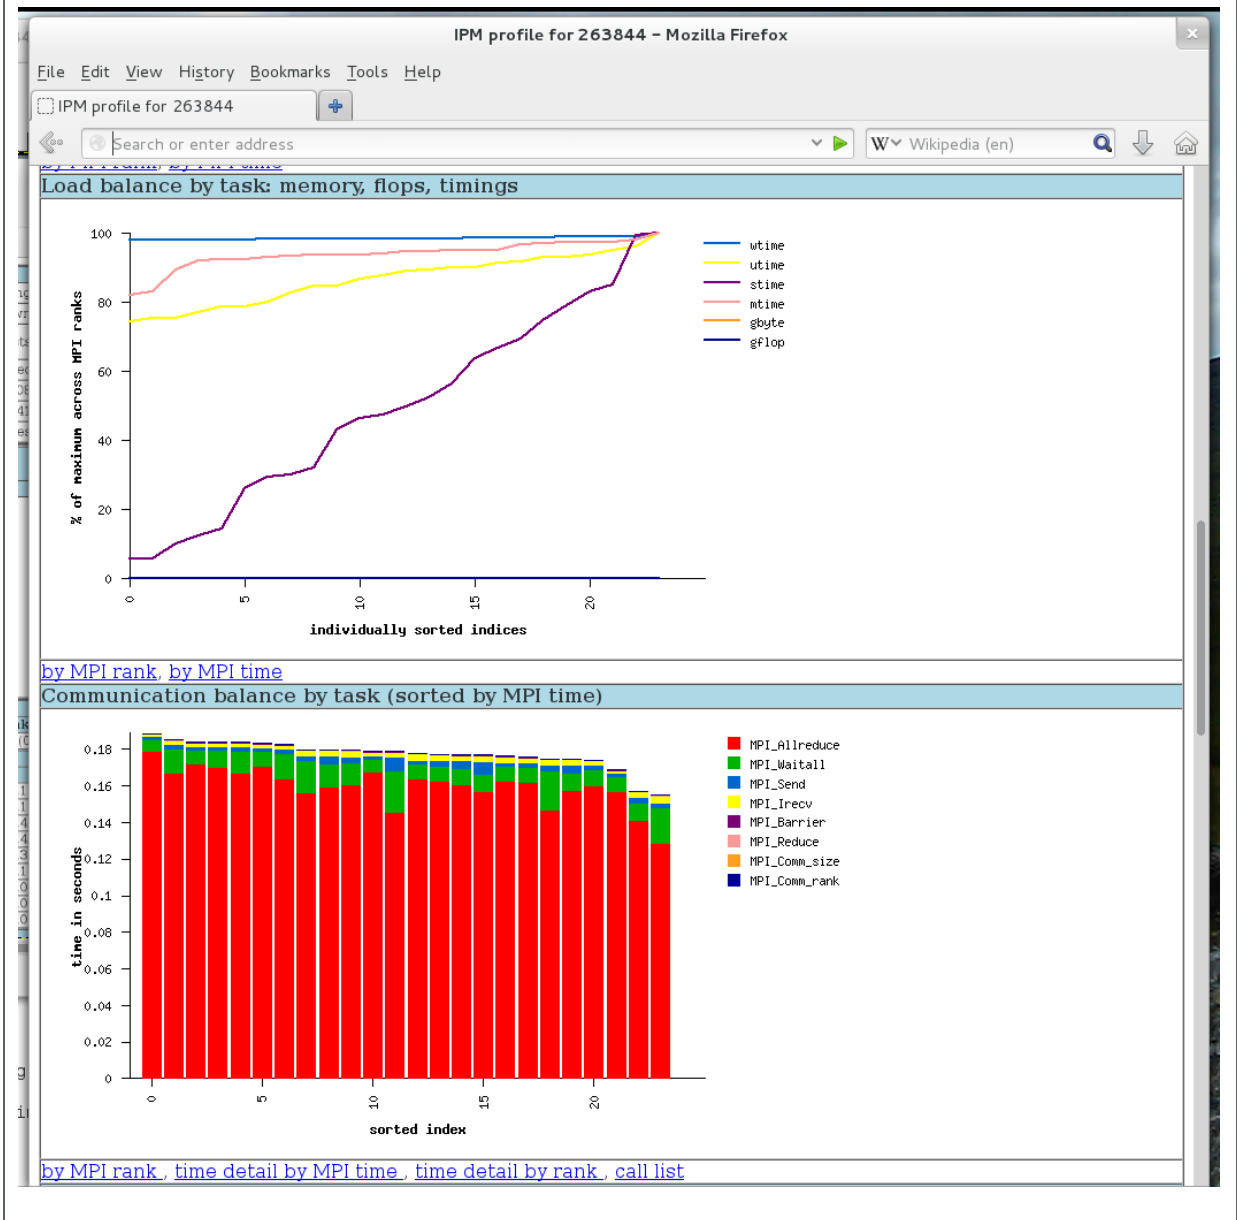 IPM profile for 263844 - Mozilla Firefox
File Edit View History Bookmarks Tools Help
IPM profile for 263844
Search or enter address
W Wikipedia (en)
Load balance by task: memory, flops, timings
100
80
60
40
20
0
% of maximum across MPI ranks
0 5 10 15 20
individually sorted indices
wtime
utime
stime
mtime
gbyte
gflop
by MPI rank, by MPI time
Communication balance by task (sorted by MPI time)
0.18
0.16
0.14
0.12
0.1
0.08
0.06
0.04
0.02
0
time in seconds
0 5 10 15 20
sorted index
MPI_Allreduce
MPI_Waitall
MPI_Send
MPI_Irecv
MPI_Barrier
MPI_Reduce
MPI_Comm_size
MPI_Comm_rank
by MPI rank , time detail by MPI time , time detail by rank , call list